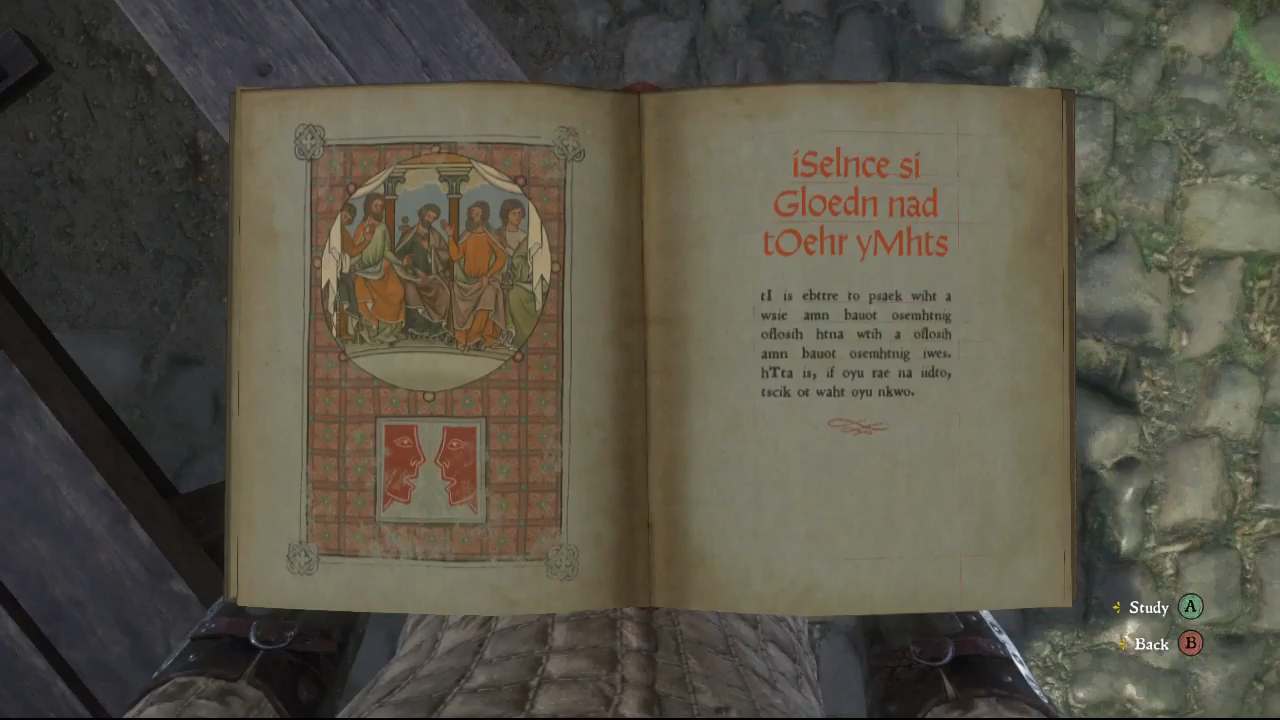 iSelnce si
Gloedn nad
tOehr yMhts
tI is ebttre to psaek wiht a
wsie amn bauot osemhtnig
oflosih htna wtih a oflosih
amn bauot osemhtnig iwes.
hTta is, if oyu rae na iidto,
tscik ot waht oyu nkwo.
Study A
Back B